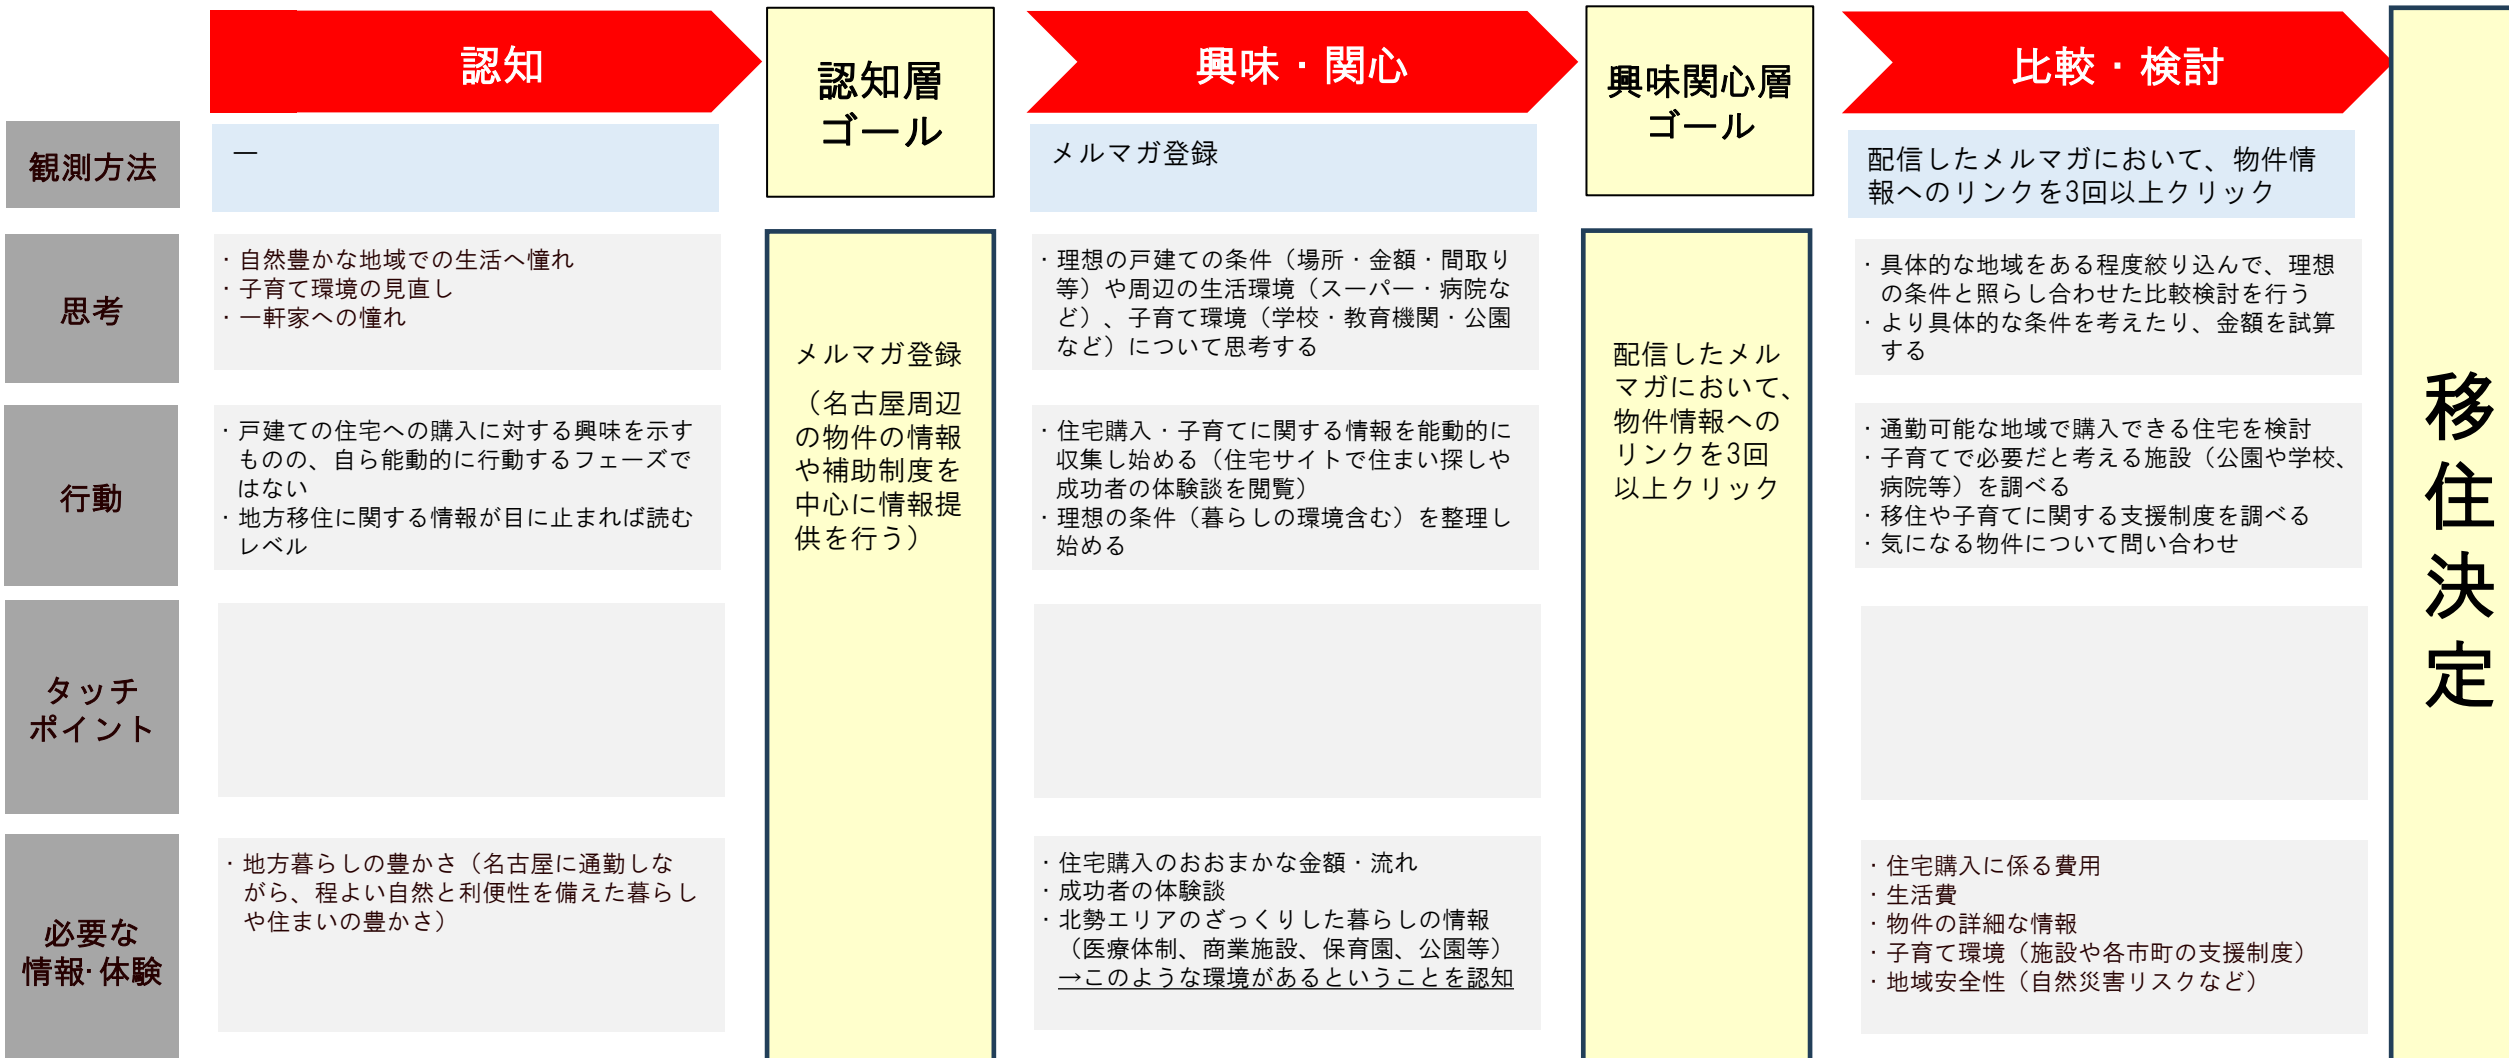 認知
認知層
ゴール
興味・関心
興味関心層
ゴール
比較・検討
移住決定
観測方法
―
メルマガ登録
配信したメルマガにおいて、物件情
報へのリンクを3回以上クリック
思考
・自然豊かな地域での生活へ憧れ
・子育て環境の見直し
・一軒家への憧れ
メルマガ登録
（名古屋周辺
の物件の情報
や補助制度を
中心に情報提
供を行う）
・理想の戸建ての条件（場所・金額・間取り
等）や周辺の生活環境（スーパー・病院な
ど）、子育て環境（学校・教育機関・公園
など）について思考する
配信したメル
マガにおいて、
物件情報への
リンクを3回
以上クリック
・具体的な地域をある程度絞り込んで、理想
の条件と照らし合わせた比較検討を行う
・より具体的な条件を考えたり、金額を試算
する
行動
・戸建ての住宅への購入に対する興味を示す
ものの、自ら能動的に行動するフェーズで
はない
・地方移住に関する情報が目に止まれば読む
レベル
・住宅購入・子育てに関する情報を能動的に
収集し始める（住宅サイトで住まい探しや
成功者の体験談を閲覧）
・理想の条件（暮らしの環境含む）を整理し
始める
・通勤可能な地域で購入できる住宅を検討
・子育てで必要だと考える施設（公園や学校、
病院等）を調べる
・移住や子育てに関する支援制度を調べる
・気になる物件について問い合わせ
タッチ
ポイント
必要な
情報・体験
・地方暮らしの豊かさ（名古屋に通勤しな
がら、程よい自然と利便性を備えた暮らし
や住まいの豊かさ）
・住宅購入のおおまかな金額・流れ
・成功者の体験談
・北勢エリアのざっくりした暮らしの情報
（医療体制、商業施設、保育園、公園等）
→このような環境があるということを認知
・住宅購入に係る費用
・生活費
・物件の詳細な情報
・子育て環境（施設や各市町の支援制度）
・地域安全性（自然災害リスクなど）